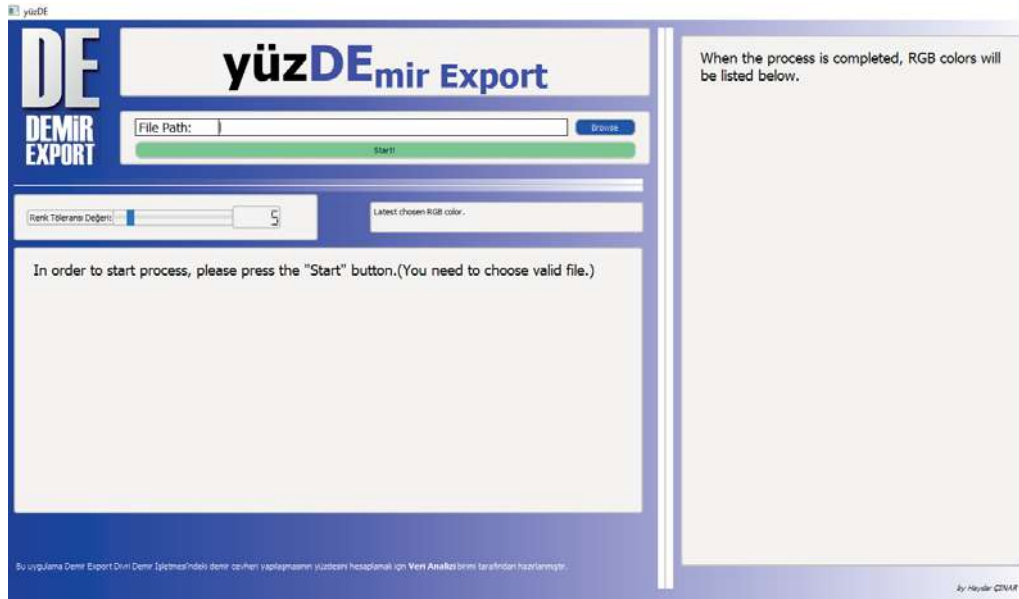 yüzDE
DE
DEMİR
EXPORT
yüzDEmir Export
File Path:
Browse
Start!
Renk Töleransı Değeri:
5
Latest chosen RGB color.
In order to start process, please press the "Start" button.(You need to choose valid file.)
When the process is completed, RGB colors will
be listed below.
Bu uygulama Demir Export Divri Demir İşletmesi'ndeki demir cevheri yapılaşmasının yüzdesini hesaplamak için Veri Analizi birimi tarafından hazırlanmıştır.
by Haydar ÇINAR